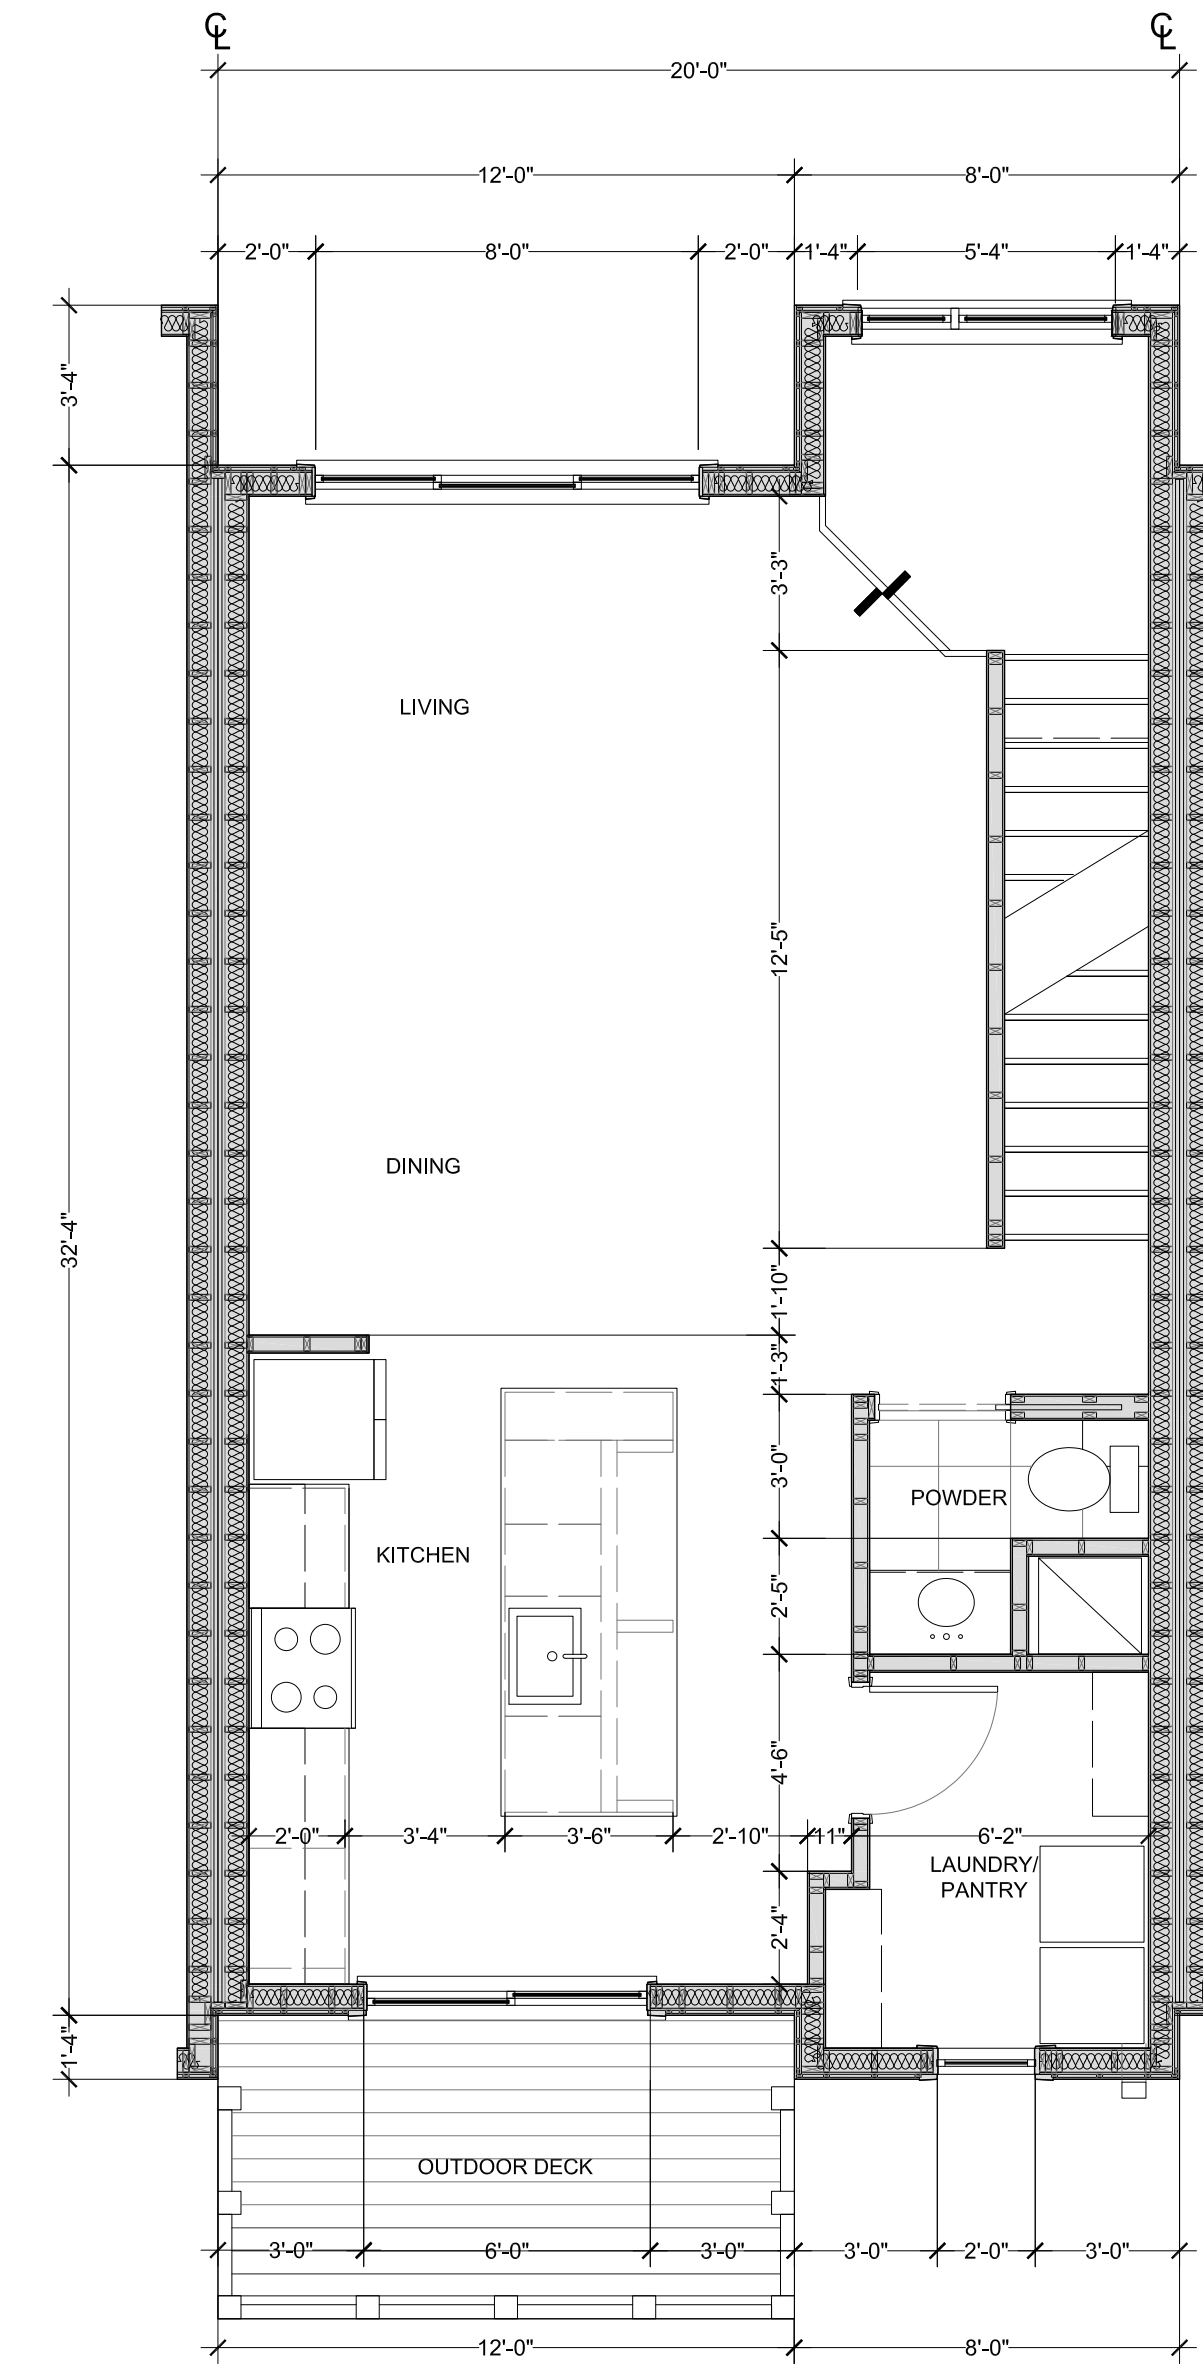 ℄ ℄
20'-0"
12'-0" 8'-0"
2'-0" 8'-0" 2'-0" 1'-4" 5'-4" 1'-4"
3'-4"
3'-3"
LIVING
12'-5"
DINING
32'-4"
1'-10"
1'-3"
3'-0"
POWDER
KITCHEN
2'-5"
4'-6"
2'-0" 3'-4" 3'-6" 2'-10" 11" 6'-2"
LAUNDRY/
PANTRY
2'-4"
1'-4"
OUTDOOR DECK
3'-0" 6'-0" 3'-0" 3'-0" 2'-0" 3'-0"
12'-0" 8'-0"